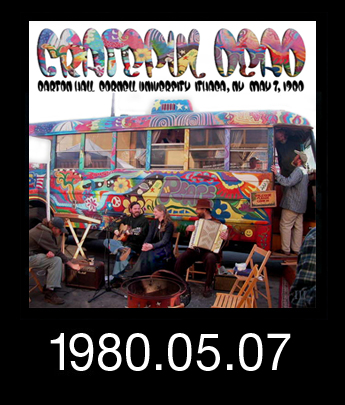 GRATEFUL DEAD
BARTON HALL CORNELL UNIVERSITY ITHACA, NY MAY 7, 1980
1980.05.07